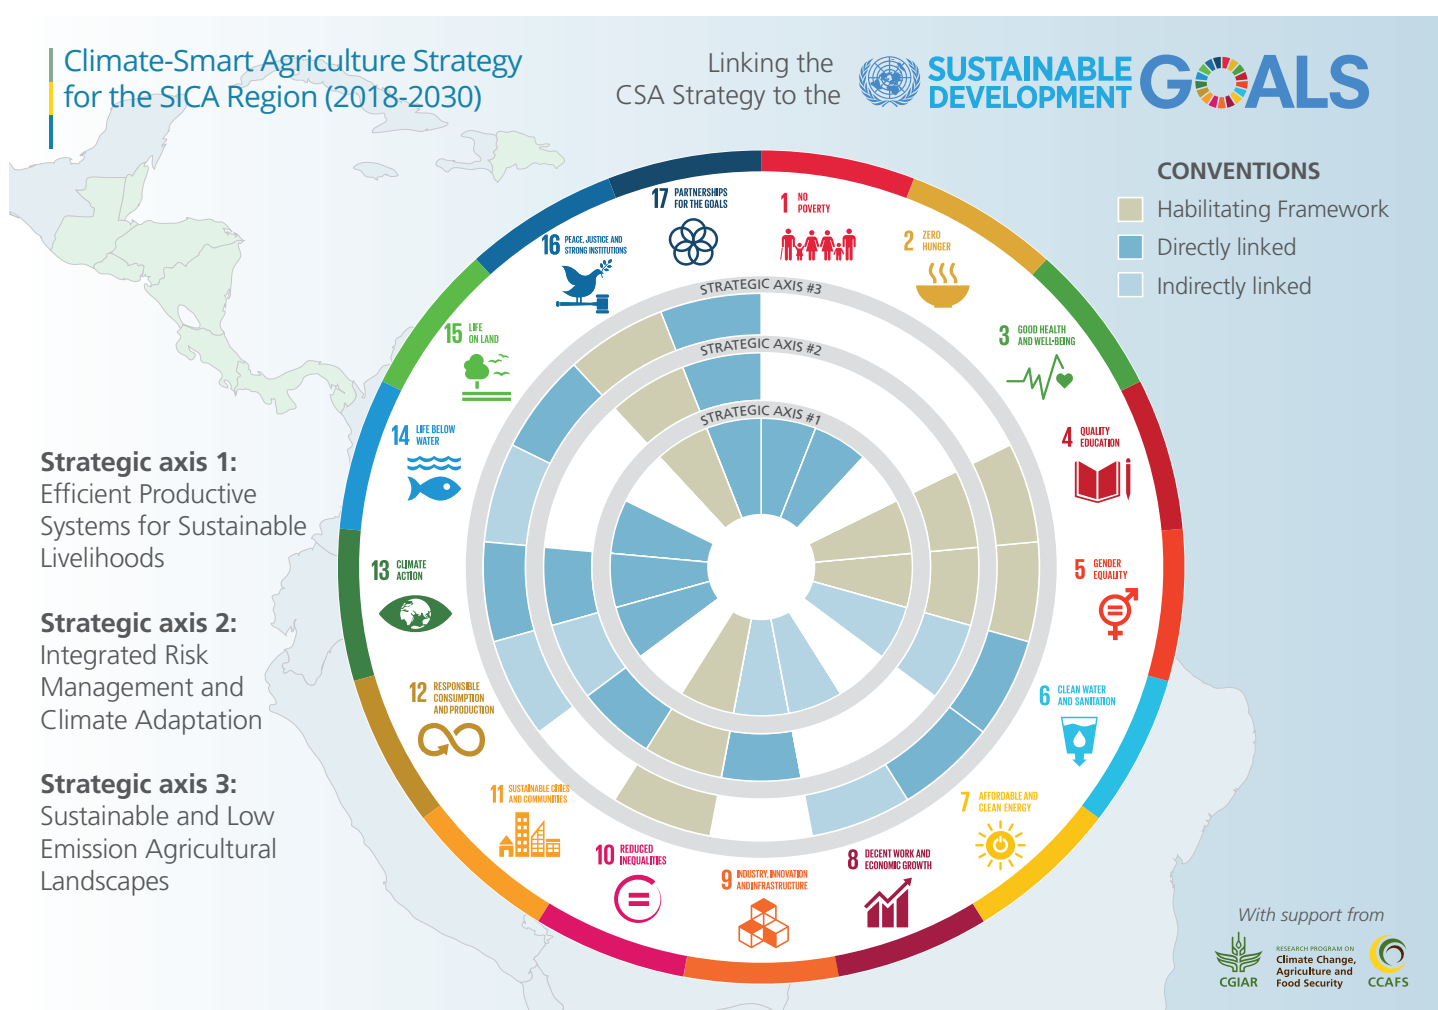 Climate-Smart Agriculture Strategy
for the SICA Region (2018-2030)
Linking the
CSA Strategy to the
SUSTAINABLE
DEVELOPMENT
GOALS
CONVENTIONS
Habilitating Framework
Directly linked
Indirectly linked
1 NO
POVERTY
2 ZERO
HUNGER
3 GOOD HEALTH
AND WELL-BEING
4 QUALITY
EDUCATION
5 GENDER
EQUALITY
6 CLEAN WATER
AND SANITATION
7 AFFORDABLE AND
CLEAN ENERGY
8 DECENT WORK AND
ECONOMIC GROWTH
9 INDUSTRY, INNOVATION
AND INFRASTRUCTURE
10 REDUCED
INEQUALITIES
11 SUSTAINABLE CITIES
AND COMMUNITIES
12 RESPONSIBLE
CONSUMPTION
AND PRODUCTION
13 CLIMATE
ACTION
14 LIFE BELOW
WATER
15 LIFE
ON LAND
16 PEACE, JUSTICE AND
STRONG INSTITUTIONS
17 PARTNERSHIPS
FOR THE GOALS
STRATEGIC AXIS #3
STRATEGIC AXIS #2
STRATEGIC AXIS #1
Strategic axis 1:
Efficient Productive
Systems for Sustainable
Livelihoods
Strategic axis 2:
Integrated Risk
Management and
Climate Adaptation
Strategic axis 3:
Sustainable and Low
Emission Agricultural
Landscapes
With support from
CGIAR
RESEARCH PROGRAM ON
Climate Change,
Agriculture and
Food Security
CCAFS